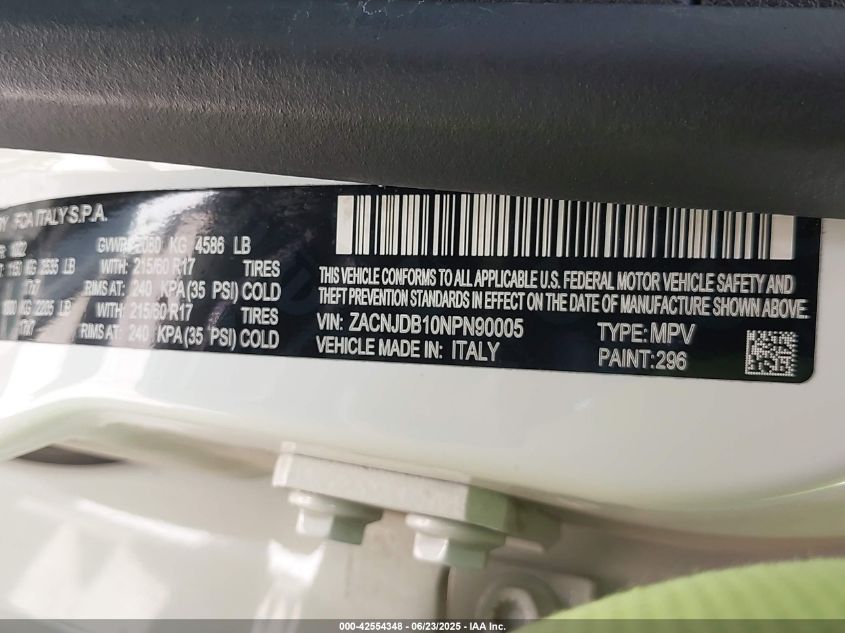 FCA ITALY S.P.A.
GVWR: 2080 KG 4586 LB
WITH: 215/60 R17 TIRES
RIMS AT: 240 KPA(35 PSI) COLD
KG 2205 LB WITH: 215/60 R17 TIRES
RIMS AT: 240 KPA(35 PSI) COLD
THIS VEHICLE CONFORMS TO ALL APPLICABLE U.S. FEDERAL MOTOR VEHICLE SAFETY AND
THEFT PREVENTION STANDARDS IN EFFECT ON THE DATE OF MANUFACTURE SHOWN ABOVE.
VIN: ZACNJDB10NPN90005 TYPE: MPV
VEHICLE MADE IN: ITALY PAINT: 296
000-42554348 - 06/23/2025 - IAA Inc.